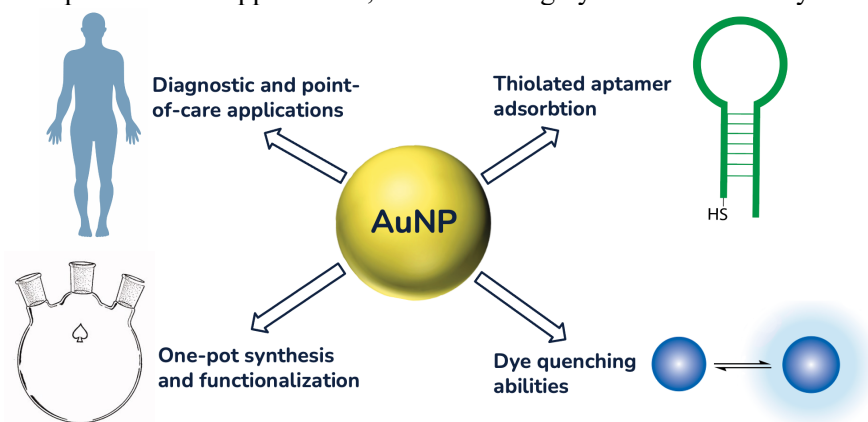 Diagnostic and point-
of-care applications
Thiolated aptamer
adsorbtion
HS
AuNP
One-pot synthesis
and functionalization
Dye quenching
abilities